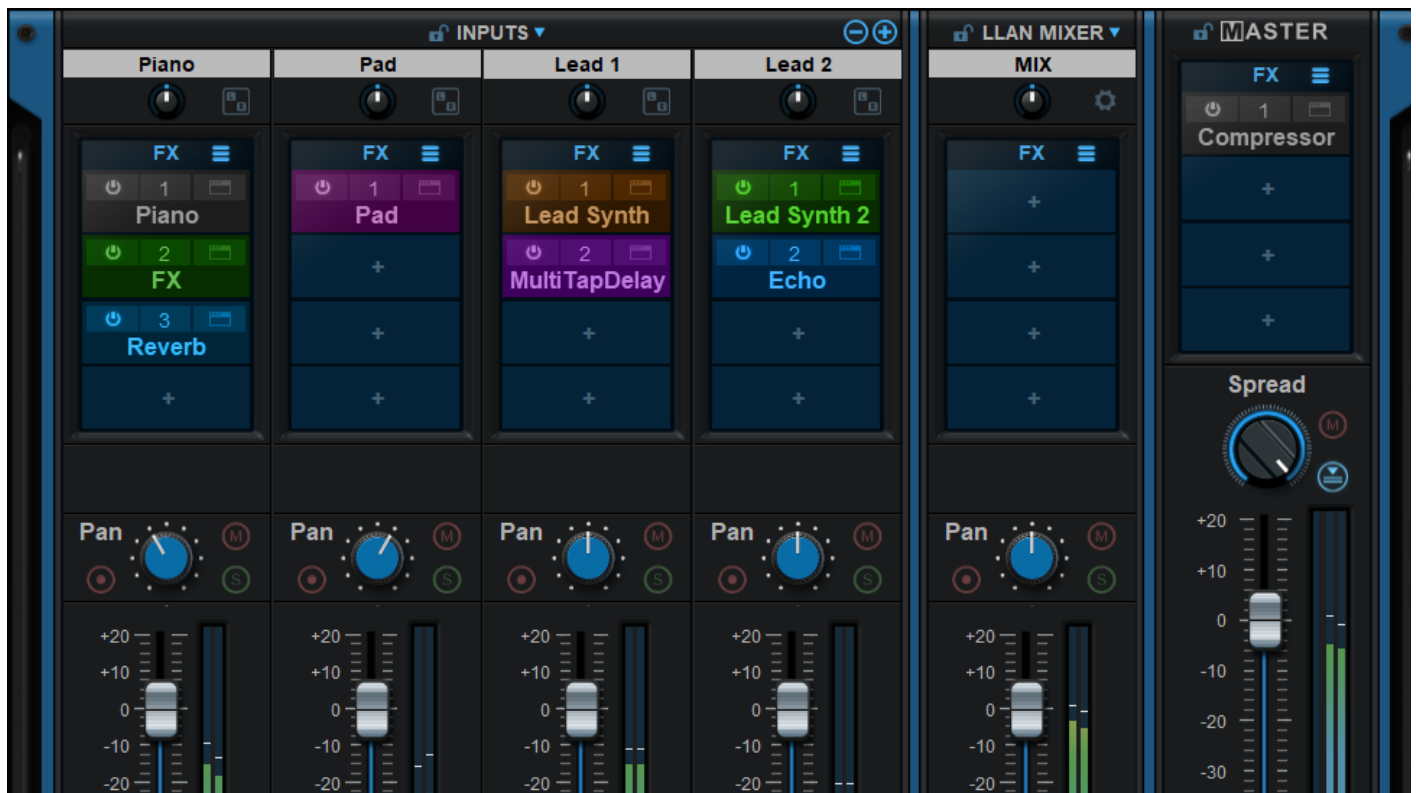 INPUTS
LLAN MIXER
MASTER
Piano
Pad
Lead 1
Lead 2
MIX
L R
L R
L R
L R
FX
FX
FX
FX
FX
FX
1
Piano
2
FX
3
Reverb
+
1
Pad
+
+
+
1
Lead Synth
2
MultiTapDelay
+
+
1
Lead Synth 2
2
Echo
+
+
+
+
+
+
1
Compressor
+
+
+
Spread
M
Pan
M
S
Pan
M
S
Pan
M
S
Pan
M
S
Pan
M
S
+20
+10
0
-10
-20
+20
+10
0
-10
-20
+20
+10
0
-10
-20
+20
+10
0
-10
-20
+20
+10
0
-10
-20
+20
+10
0
-10
-20
-30